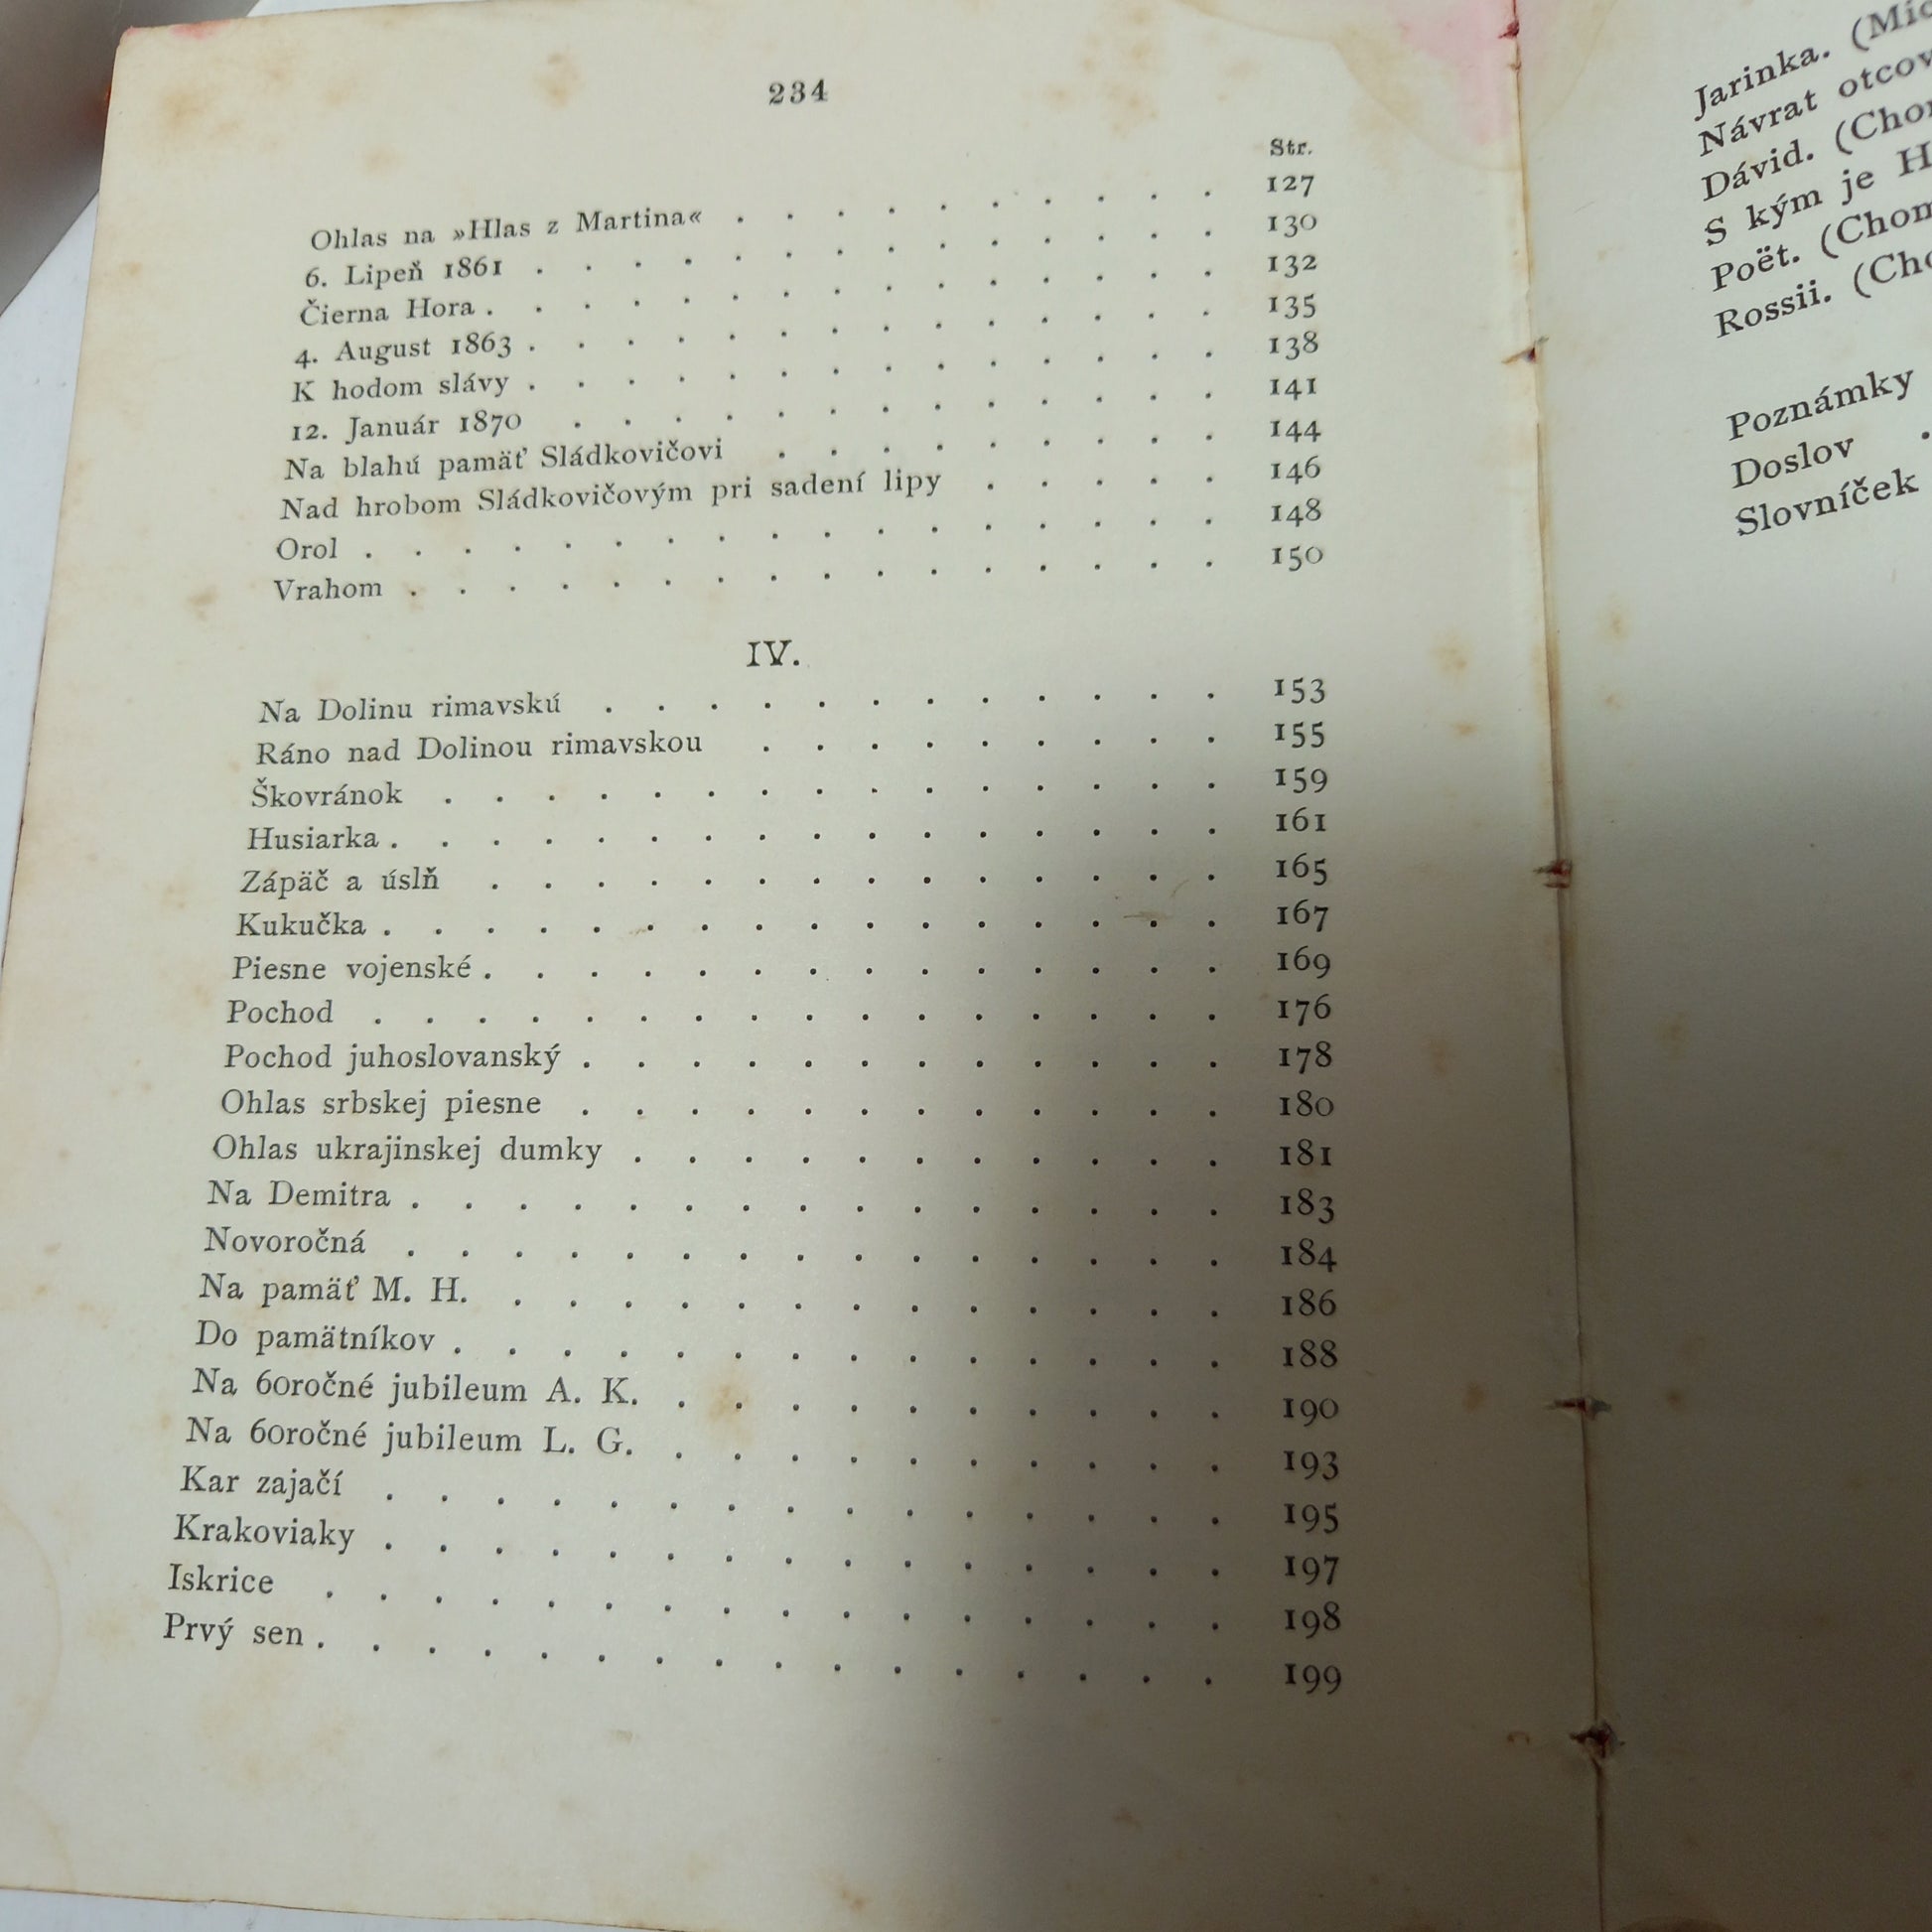 234
Str.
Ohlas na »Hlas z Martina« . . . . . . . . . . 127
6. Lipeň 1861 . . . . . . . . . . . . . . 130
Čierna Hora . . . . . . . . . . . . . . . 132
4. August 1863 . . . . . . . . . . . . . . 135
K hodom slávy . . . . . . . . . . . . . . 138
12. Január 1870 . . . . . . . . . . . . . 141
Na blahú pamäť Sládkovičovi . . . . . . . . . 144
Nad hrobom Sládkovičovým pri sadení lipy . . . . . 146
Orol . . . . . . . . . . . . . . . . . 148
Vrahom . . . . . . . . . . . . . . . . 150
IV.
Na Dolinu rimavskú . . . . . . . . . . . . 153
Ráno nad Dolinou rimavskou . . . . . . . . . 155
Škovránok . . . . . . . . . . . . . . . 159
Husiarka . . . . . . . . . . . . . . . . 161
Zápäč a úslň . . . . . . . . . . . . . . 165
Kukučka . . . . . . . . . . . . . . . . 167
Piesne vojenské . . . . . . . . . . . . . . 169
Pochod . . . . . . . . . . . . . . . . 176
Pochod juhoslovanský . . . . . . . . . . . . 178
Ohlas srbskej piesne . . . . . . . . . . . . 180
Ohlas ukrajinskej dumky . . . . . . . . . . . 181
Na Demitra . . . . . . . . . . . . . . . 183
Novoročná . . . . . . . . . . . . . . . 184
Na pamäť M. H. . . . . . . . . . . . . . 186
Do pamätníkov . . . . . . . . . . . . . . 188
Na 60ročné jubileum A. K. . . . . . . . . . . 190
Na 60ročné jubileum L. G. . . . . . . . . . . 193
Kar zajačí . . . . . . . . . . . . . . . 195
Krakoviaky . . . . . . . . . . . . . . . 197
Iskrice . . . . . . . . . . . . . . . . 198
Prvý sen . . . . . . . . . . . . . . . . 199
Jarinka.
Návrat
Dávid.
S kým je
Poët.
Rossii.
Poznámky
Doslov .
Slovníček